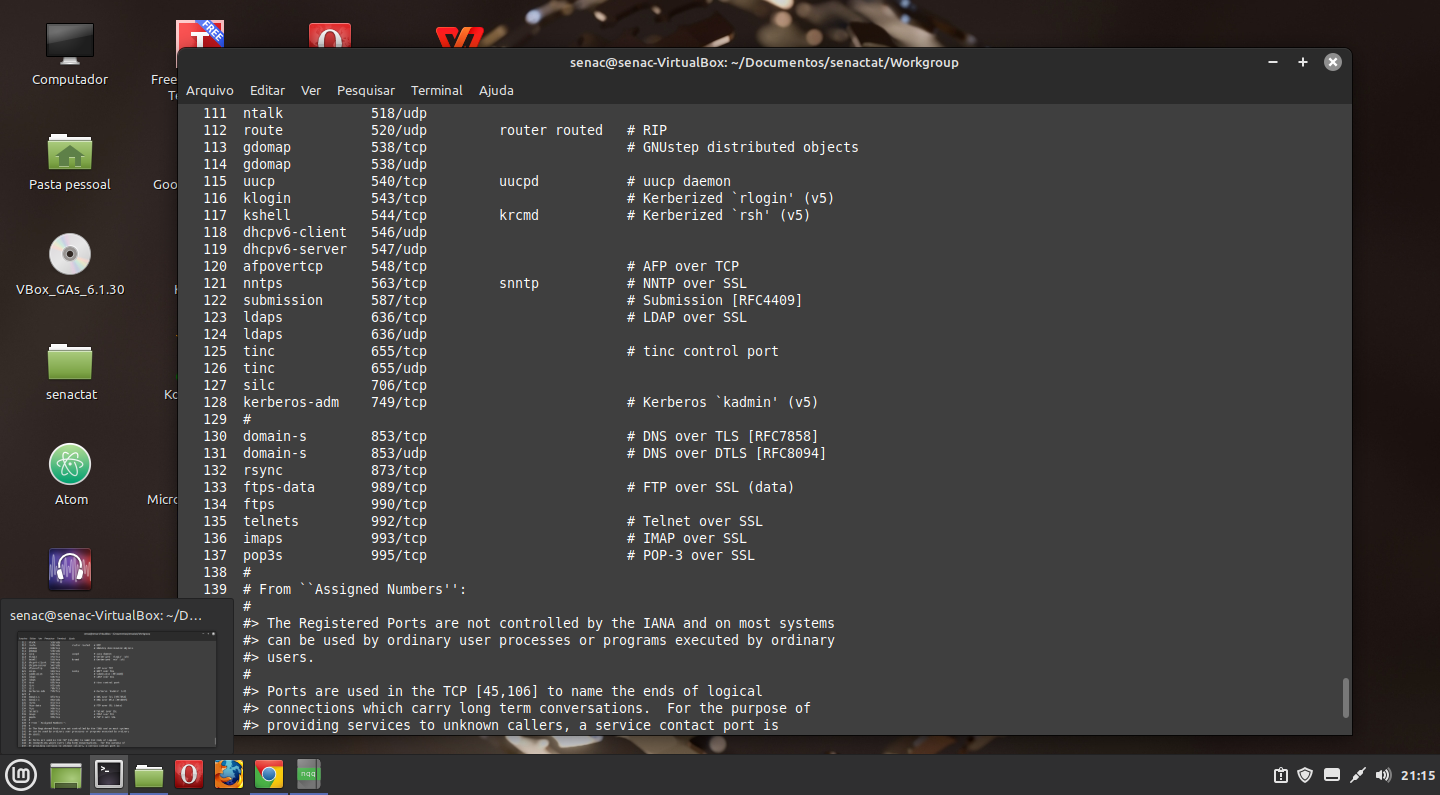 Computador
Free
T
FREE
Pasta pessoal
Goo
VBox_GAs_6.1.30
senactat
Ko
Atom
Micro
senac@senac-VirtualBox: ~/Documentos/senactat/Workgroup
Arquivo Editar Ver Pesquisar Terminal Ajuda
111 ntalk 518/udp
112 route 520/udp router routed # RIP
113 gdomap 538/tcp # GNUstep distributed objects
114 gdomap 538/udp
115 uucp 540/tcp uucpd # uucp daemon
116 klogin 543/tcp # Kerberized `rlogin' (v5)
117 kshell 544/tcp krcmd # Kerberized `rsh' (v5)
118 dhcpv6-client 546/udp
119 dhcpv6-server 547/udp
120 afpovertcp 548/tcp # AFP over TCP
121 nntps 563/tcp snntp # NNTP over SSL
122 submission 587/tcp # Submission [RFC4409]
123 ldaps 636/tcp # LDAP over SSL
124 ldaps 636/udp
125 tinc 655/tcp # tinc control port
126 tinc 655/udp
127 silc 706/tcp
128 kerberos-adm 749/tcp # Kerberos `kadmin' (v5)
129 #
130 domain-s 853/tcp # DNS over TLS [RFC7858]
131 domain-s 853/udp # DNS over DTLS [RFC8094]
132 rsync 873/tcp
133 ftps-data 989/tcp # FTP over SSL (data)
134 ftps 990/tcp
135 telnets 992/tcp # Telnet over SSL
136 imaps 993/tcp # IMAP over SSL
137 pop3s 995/tcp # POP-3 over SSL
138 #
139 # From ``Assigned Numbers'':
#
#> The Registered Ports are not controlled by the IANA and on most systems
#> can be used by ordinary user processes or programs executed by ordinary
#> users.
#
#> Ports are used in the TCP [45,106] to name the ends of logical
#> connections which carry long term conversations.  For the purpose of
#> providing services to unknown callers, a service contact port is
senac@senac-VirtualBox: ~/D...
nqq
21:15